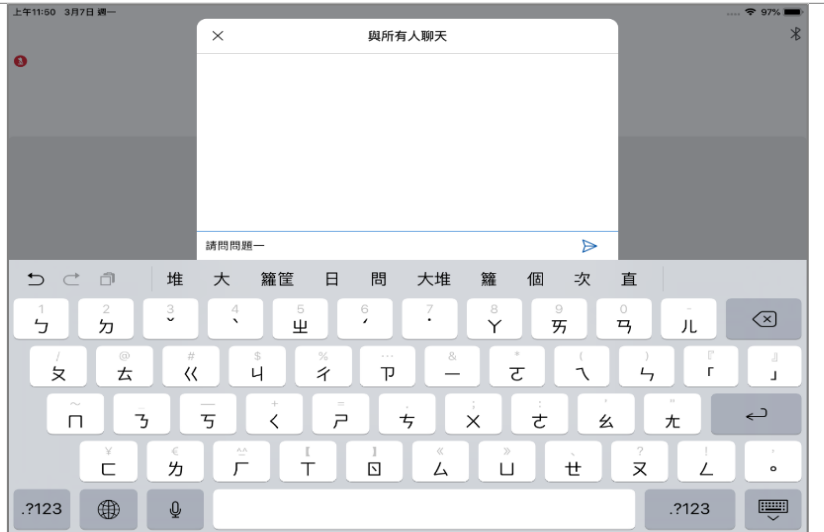 上午11:50 3月7日 週一
97%
與所有人聊天
請問問題一
堆 大 籮筐 日 問 大堆 籮 個 次 直
1 2 3 4 5 6 7 8 9 0 -
ㄅ ㄉ ˇ ˋ ㄓ ˊ ˙ ㄚ ㄞ ㄢ ㄦ
/ @ # $ % … & * ( ) 『 』
ㄆ ㄊ ㄍ ㄐ ㄔ ㄗ ㄧ ㄛ ㄟ ㄣ 「 」
~ — + = , ; : ' "
ㄇ ㄋ ㄎ ㄑ ㄕ ㄘ ㄨ ㄜ ㄠ ㄤ
¥ € ^^ 【 】 《 》 、 ? ! .
ㄈ ㄌ ㄏ ㄒ ㄖ ㄙ ㄩ ㄝ ㄡ ㄥ 。
.?123 .?123